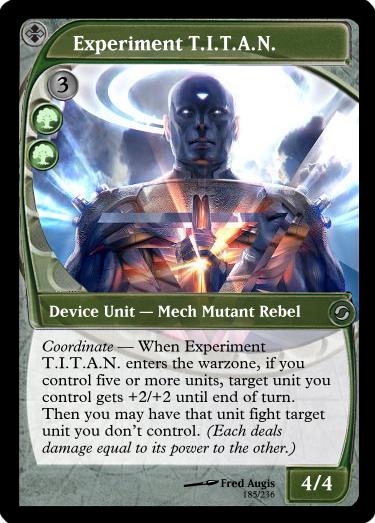 Experiment T.I.T.A.N.
3
Device Unit — Mech Mutant Rebel
Coordinate — When Experiment
T.I.T.A.N. enters the warzone, if you
control five or more units, target unit you
control gets +2/+2 until end of turn.
Then you may have that unit fight target
unit you don't control. (Each deals
damage equal to its power to the other.)
Fred Augis
185/236
4/4